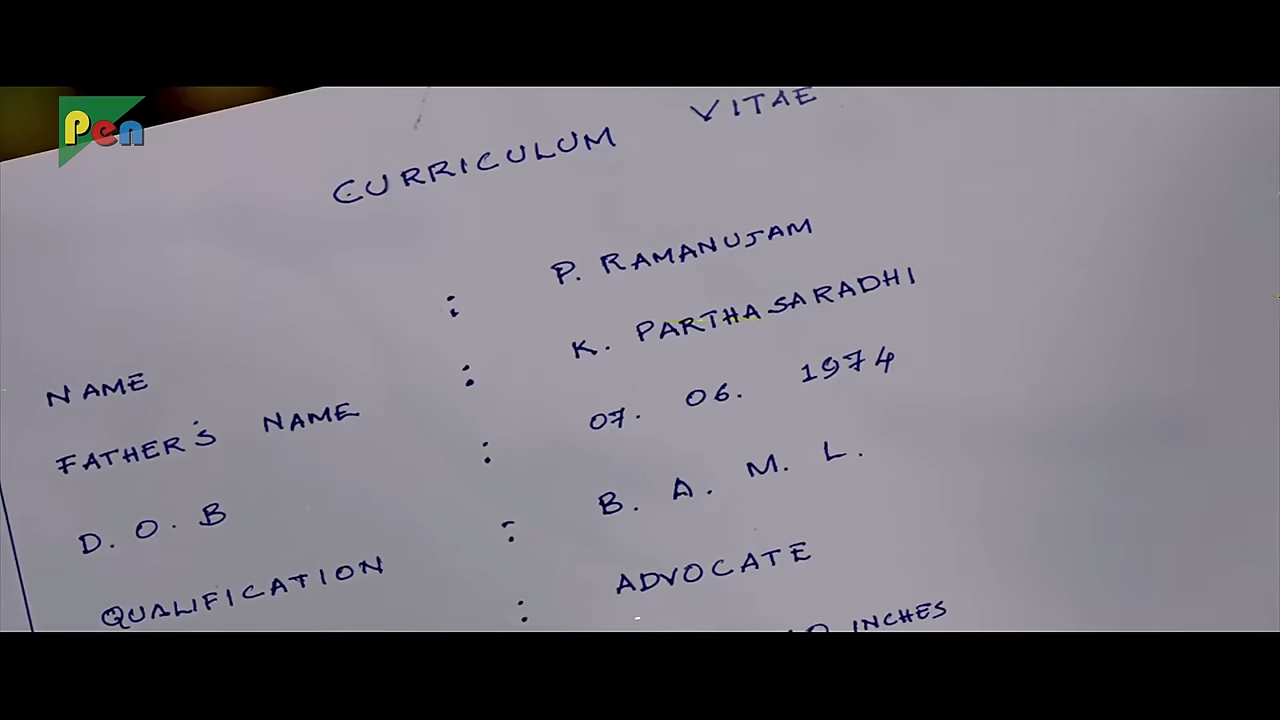 Pen
CURRICULUM VITAE
NAME : P. RAMANUJAM
FATHER'S NAME : K. PARTHASARADHI
D. O. B : 07. 06. 1974
QUALIFICATION : B. A. M. L.
: ADVOCATE
INCHES